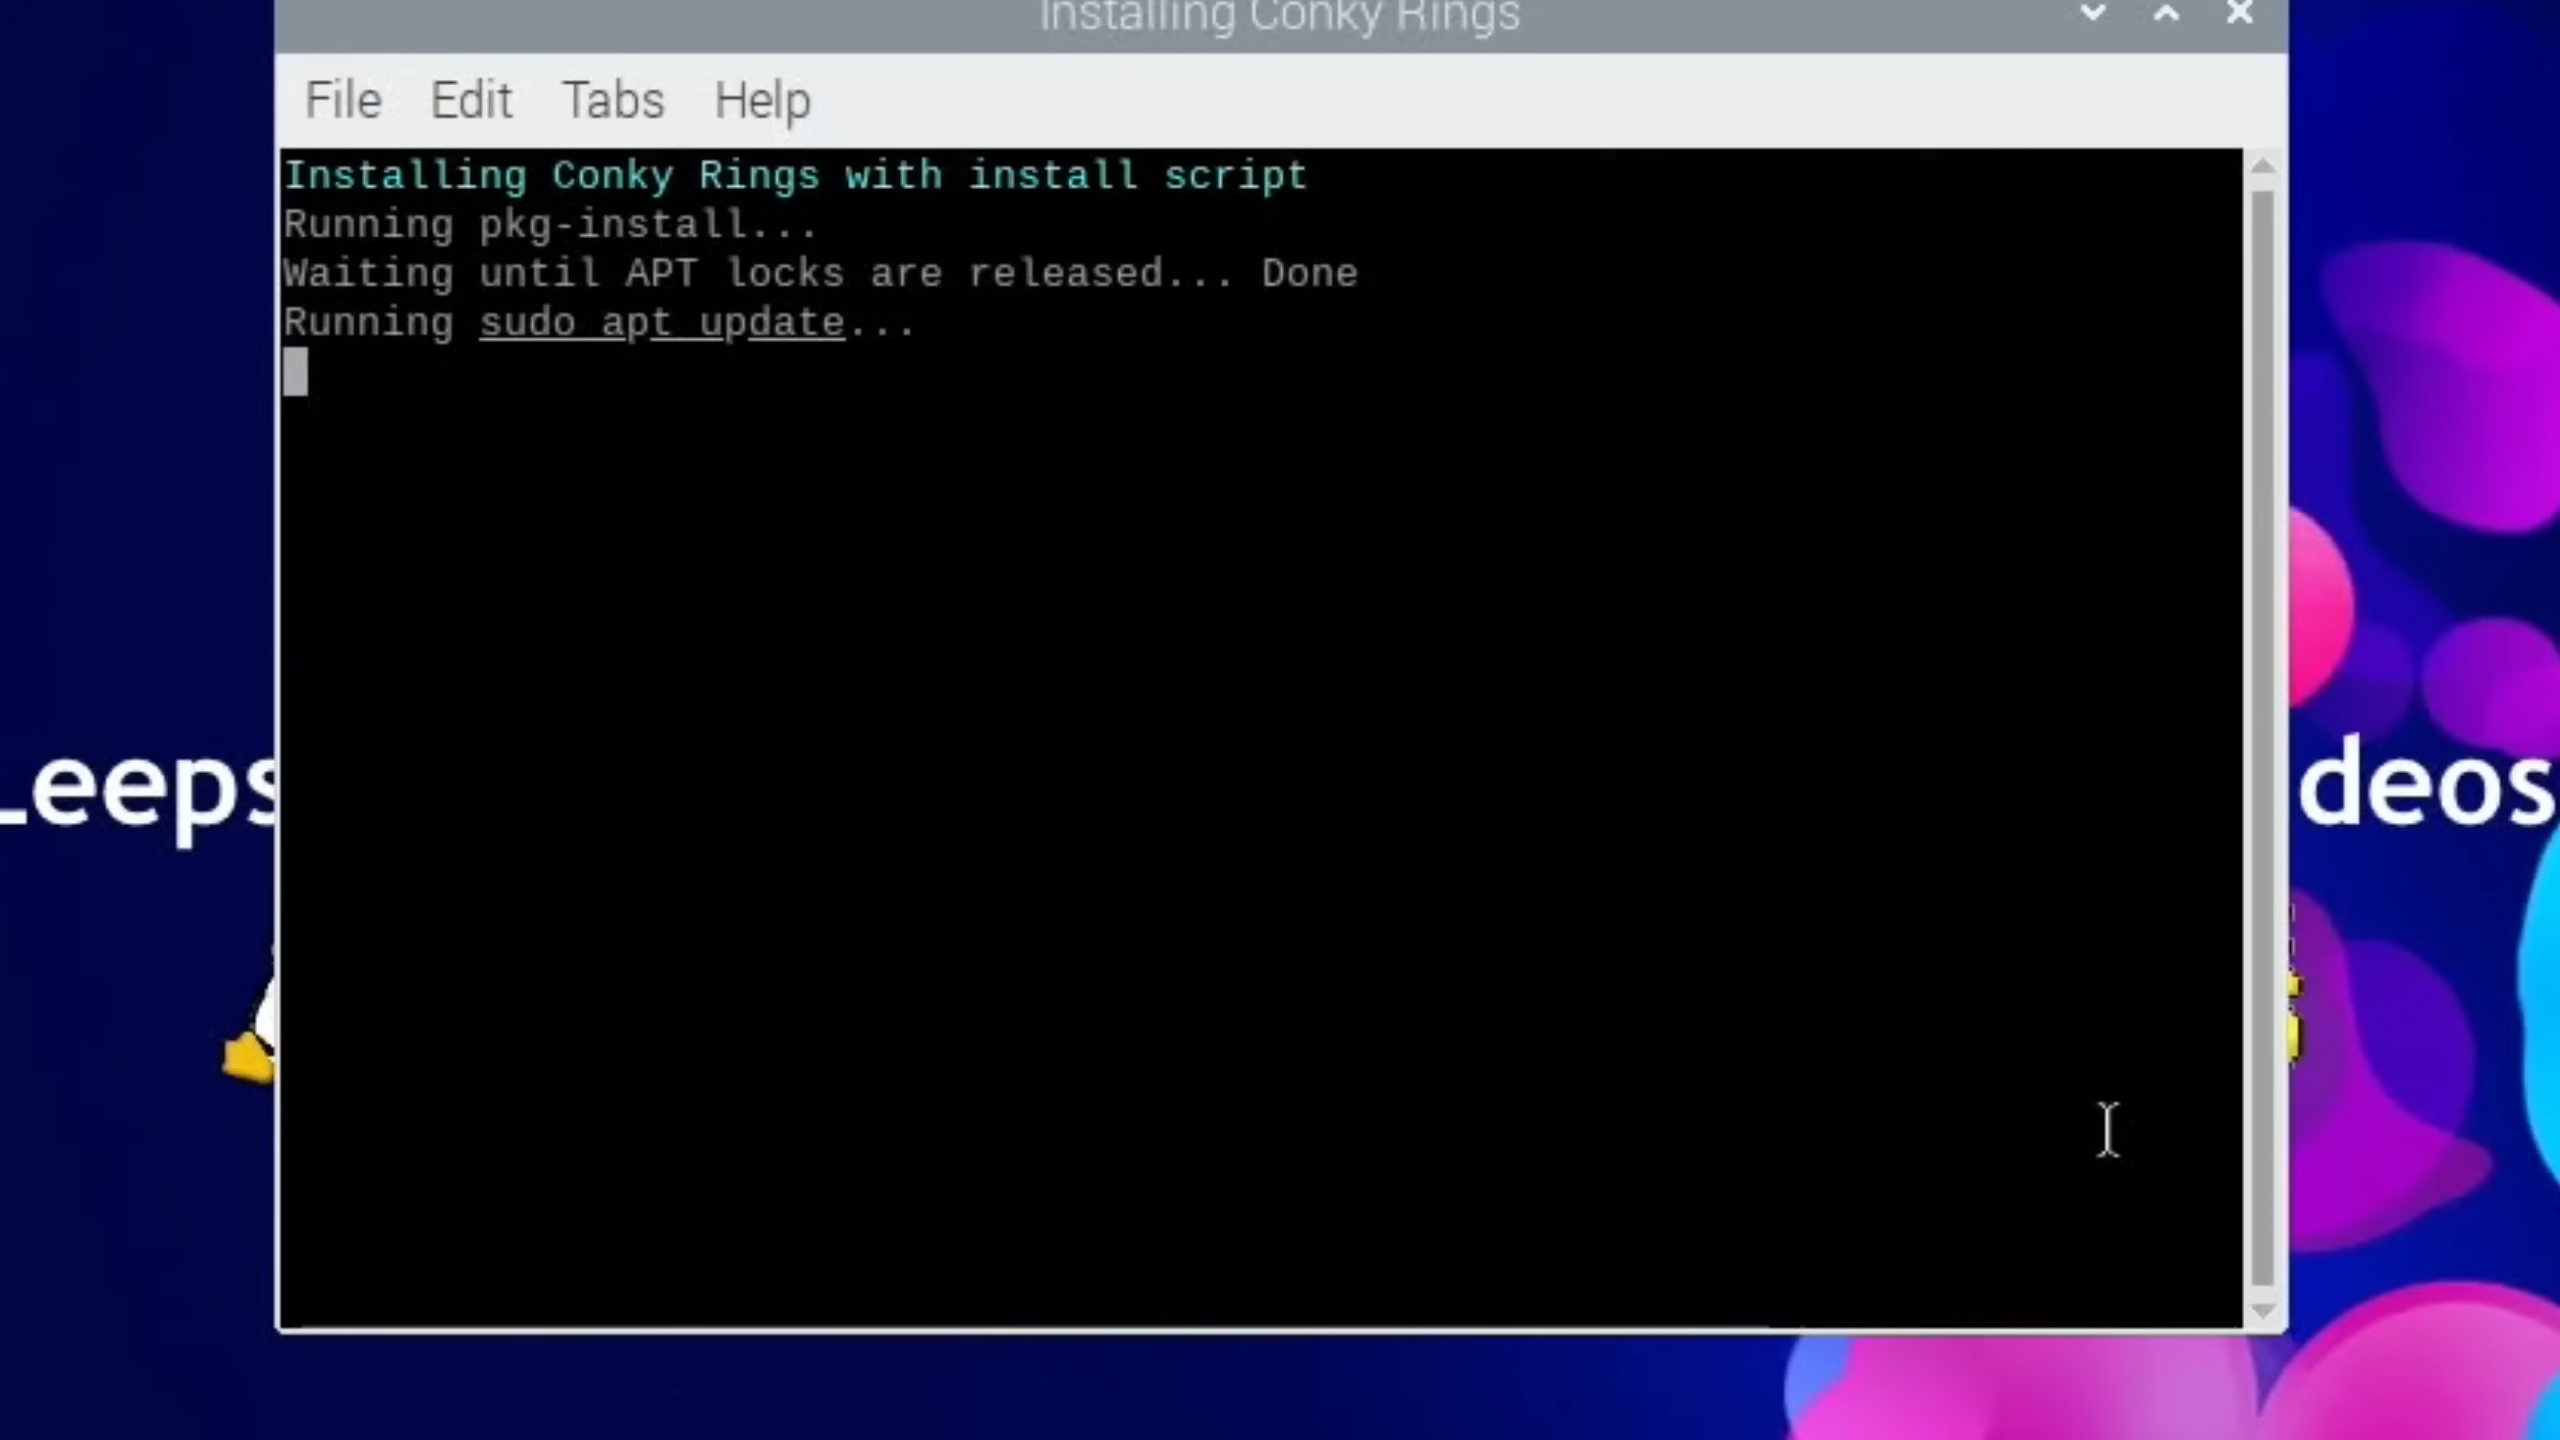 Installing Conky Rings
File Edit Tabs Help
Installing Conky Rings with install script
Running pkg-install...
Waiting until APT locks are released... Done
Running sudo apt update...
Leeps
deos